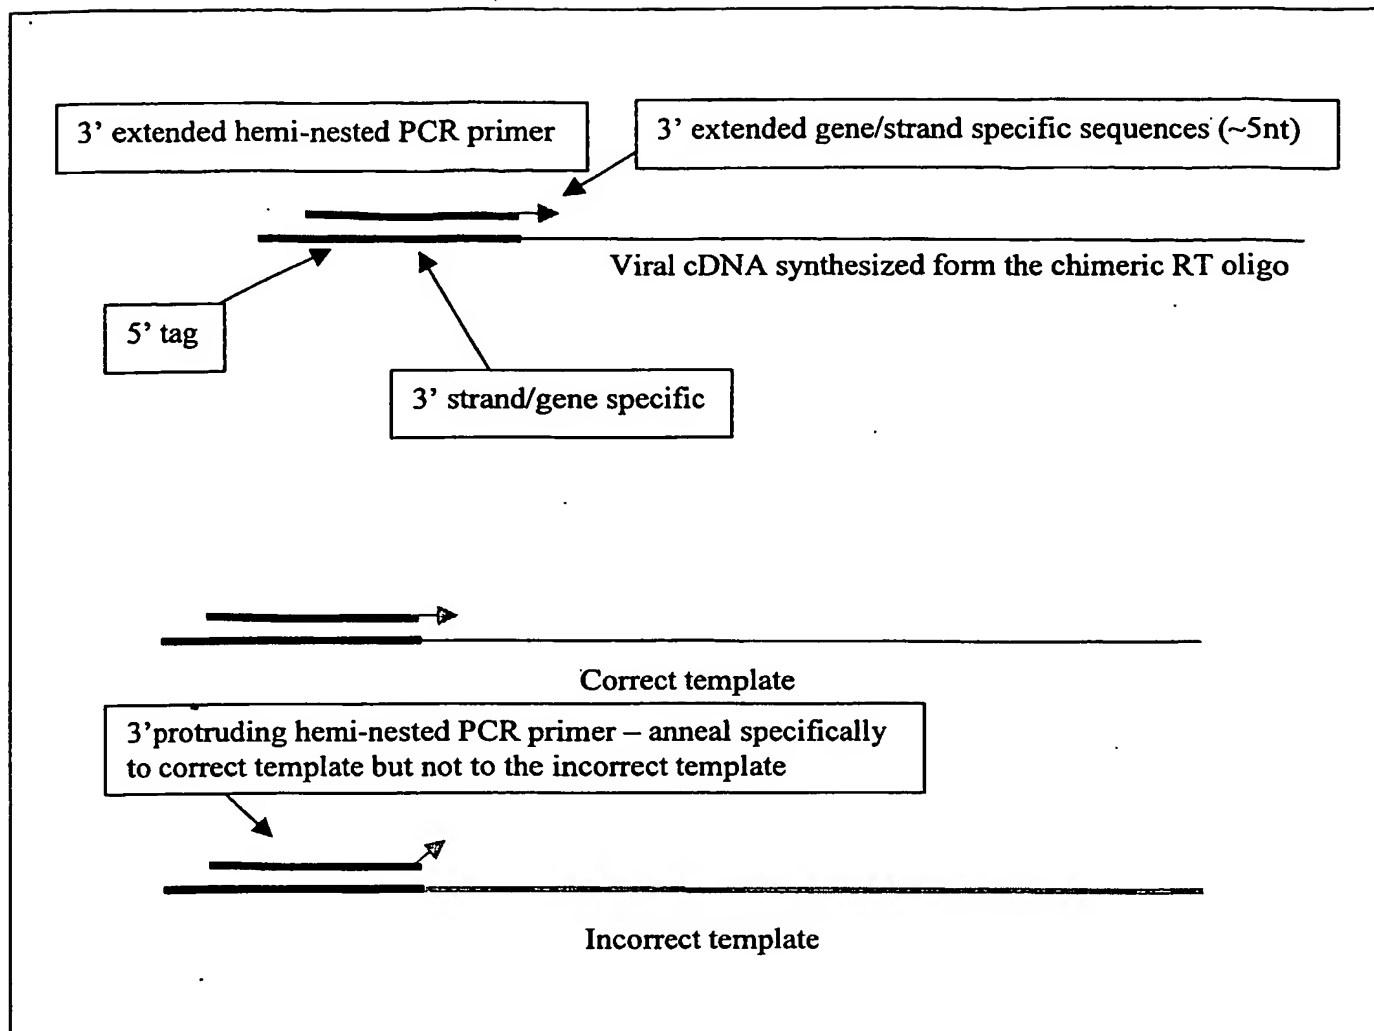 3’ extended hemi-nested PCR primer
3’ extended gene/strand specific sequences (~5nt)
Viral cDNA synthesized form the chimeric RT oligo
5’ tag
3’ strand/gene specific
Correct template
3’protruding hemi-nested PCR primer – anneal specifically
to correct template but not to the incorrect template
Incorrect template